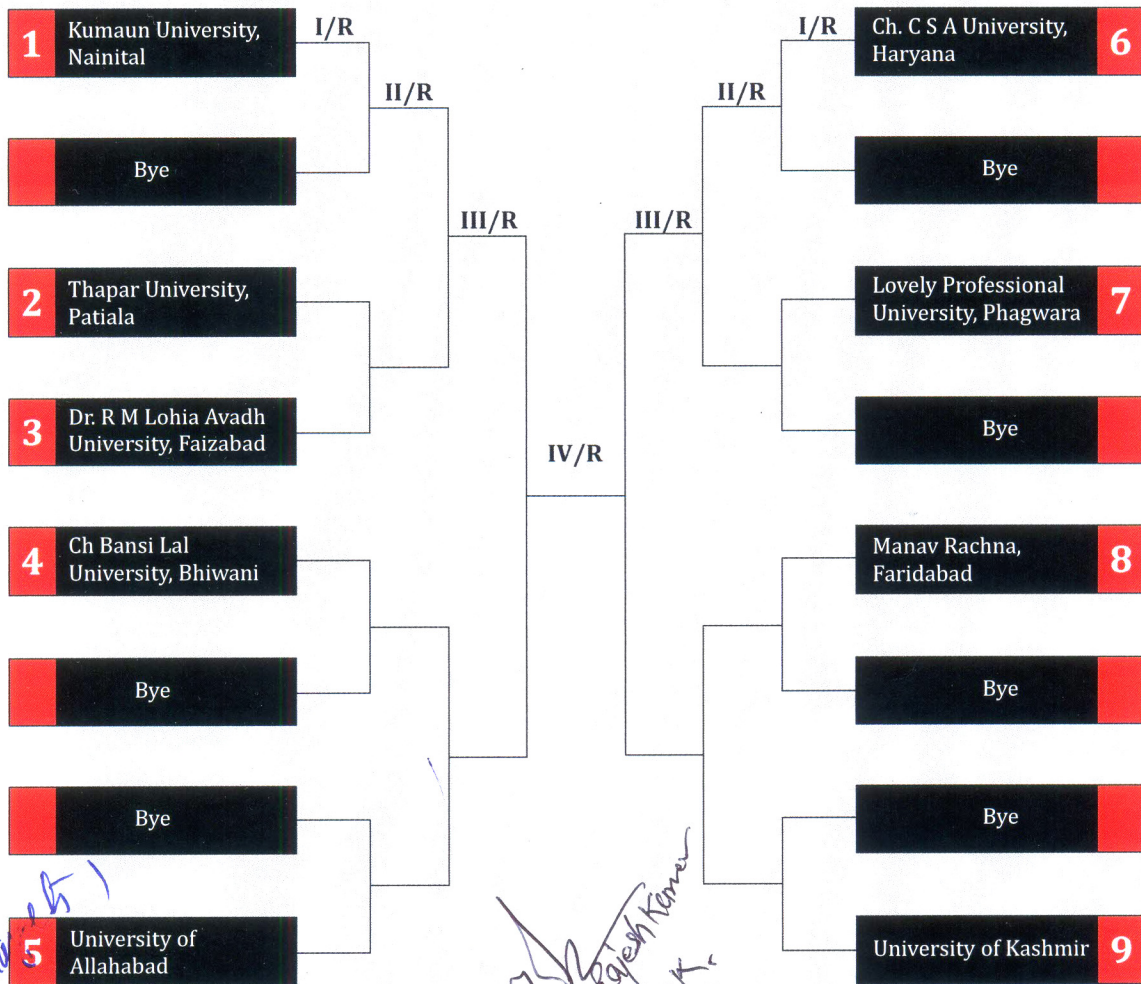 1
Kumaun University,
Nainital
I/R
II/R
Bye
III/R
2
Thapar University,
Patiala
3
Dr. R M Lohia Avadh
University, Faizabad
IV/R
4
Ch Bansi Lal
University, Bhiwani
Bye
Bye
5
University of
Allahabad
I/R
Ch. C S A University,
Haryana
6
II/R
Bye
III/R
Lovely Professional
University, Phagwara
7
Bye
Manav Rachna,
Faridabad
8
Bye
Bye
University of Kashmir
9
Rajesh Kumar